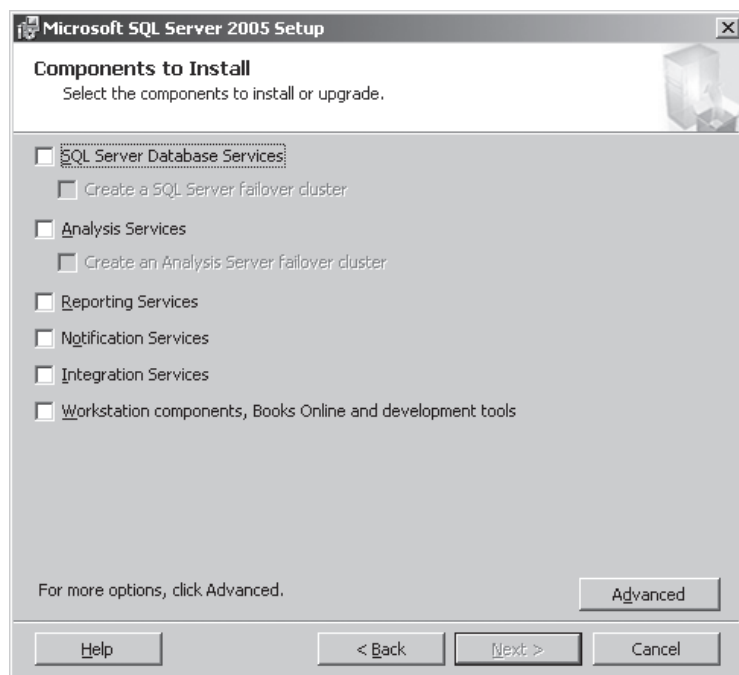 Microsoft SQL Server 2005 Setup
Components to Install
Select the components to install or upgrade.
SQL Server Database Services
Create a SQL Server failover cluster
Analysis Services
Create an Analysis Server failover cluster
Reporting Services
Notification Services
Integration Services
Workstation components, Books Online and development tools
For more options, click Advanced.
Advanced
Help
< Back
Next >
Cancel